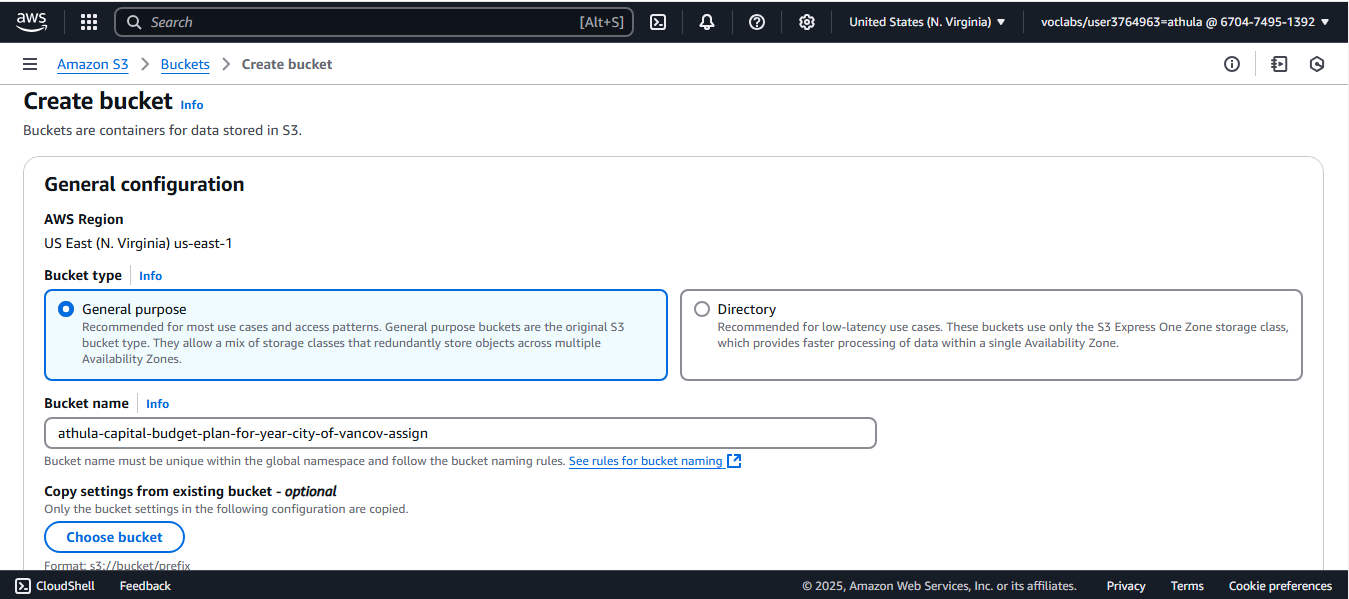 aws
Search [Alt+S]
United States (N. Virginia)
voclabs/user3764963=athula @ 6704-7495-1392
Amazon S3 > Buckets > Create bucket
Create bucket Info
Buckets are containers for data stored in S3.
General configuration
AWS Region
US East (N. Virginia) us-east-1
Bucket type Info
General purpose
Recommended for most use cases and access patterns. General purpose buckets are the original S3
bucket type. They allow a mix of storage classes that redundantly store objects across multiple
Availability Zones.
Directory
Recommended for low-latency use cases. These buckets use only the S3 Express One Zone storage class,
which provides faster processing of data within a single Availability Zone.
Bucket name Info
athula-capital-budget-plan-for-year-city-of-vancov-assign
Bucket name must be unique within the global namespace and follow the bucket naming rules. See rules for bucket naming
Copy settings from existing bucket - optional
Only the bucket settings in the following configuration are copied.
Choose bucket
Format: s3://bucket/prefix
CloudShell Feedback
© 2025, Amazon Web Services, Inc. or its affiliates. Privacy Terms Cookie preferences